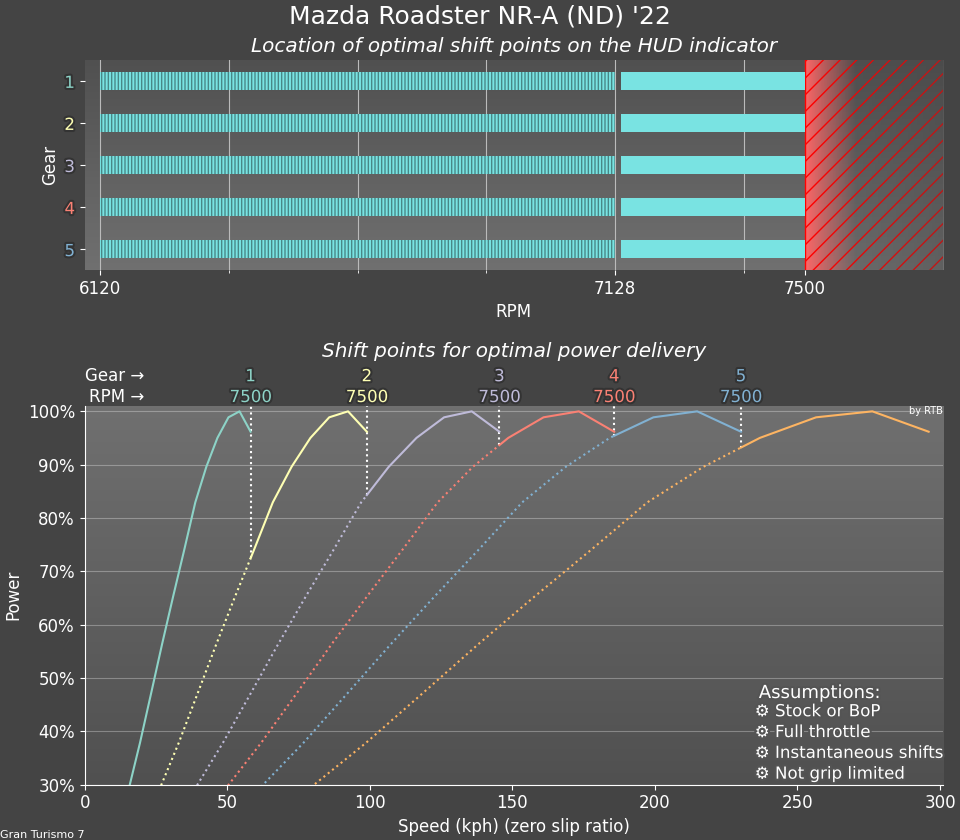 Mazda Roadster NR-A (ND) '22
Location of optimal shift points on the HUD indicator
Gear
1
2
3
4
5
6120 7128 7500
RPM
Shift points for optimal power delivery
Gear → 1 2 3 4 5
RPM → 7500 7500 7500 7500 7500
by RTB
Power
100%
90%
80%
70%
60%
50%
40%
30%
Assumptions:
⚙ Stock or BoP
⚙ Full throttle
⚙ Instantaneous shifts
⚙ Not grip limited
0 50 100 150 200 250 300
Speed (kph) (zero slip ratio)
Gran Turismo 7